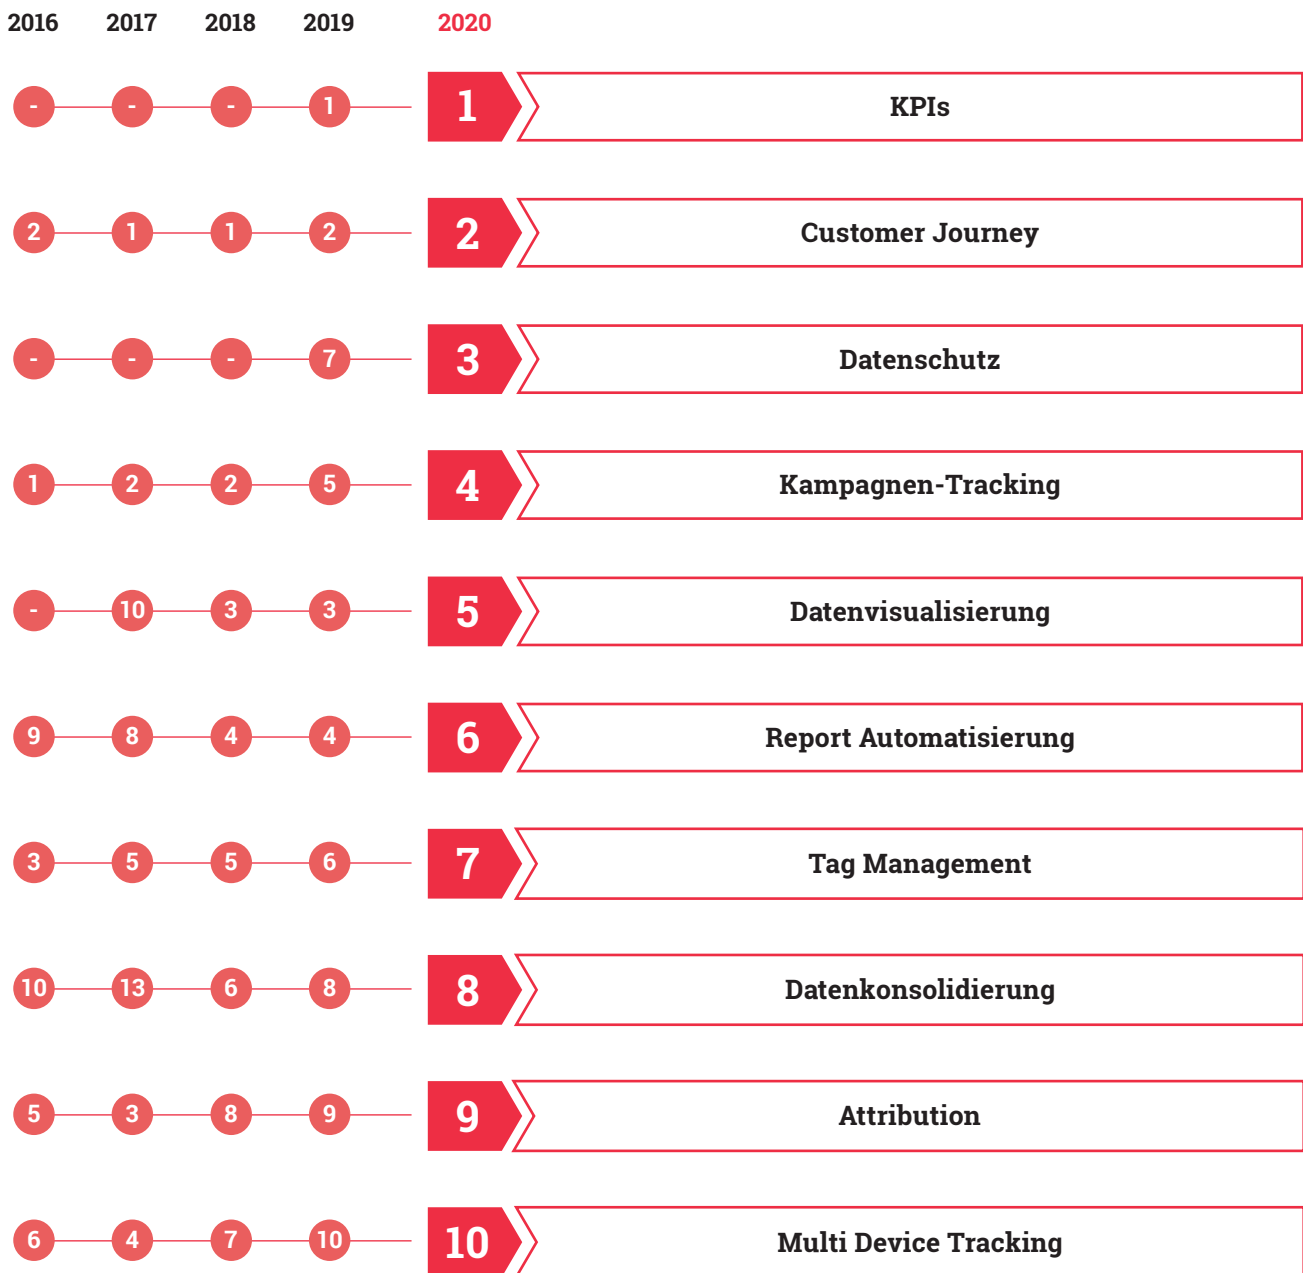 2016 2017 2018 2019 2020
- - - 1 1 KPIs
2 1 1 2 2 Customer Journey
- - - 7 3 Datenschutz
1 2 2 5 4 Kampagnen-Tracking
- 10 3 3 5 Datenvisualisierung
9 8 4 4 6 Report Automatisierung
3 5 5 6 7 Tag Management
10 13 6 8 8 Datenkonsolidierung
5 3 8 9 9 Attribution
6 4 7 10 10 Multi Device Tracking